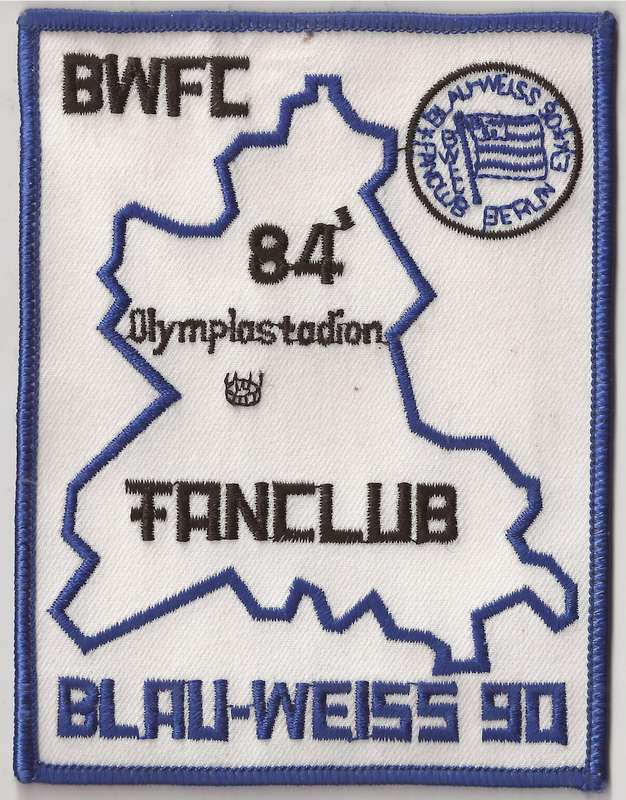 BWFC
BLAU-WEISS 90
FANCLUB BERLIN
84'
Olympiastadion
FANCLUB
BLAU-WEISS 90